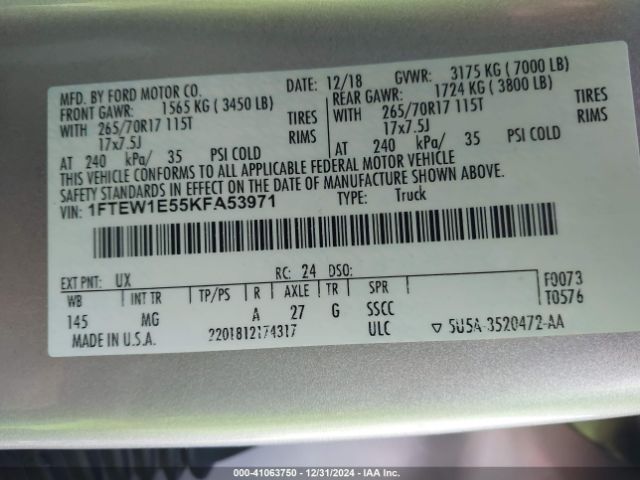 MFD. BY FORD MOTOR CO. DATE: 12/18 GVWR: 3175 KG ( 7000 LB)
FRONT GAWR: 1565 KG ( 3450 LB) REAR GAWR: 1724 KG ( 3800 LB)
WITH 265/70R17 115T TIRES WITH 265/70R17 115T TIRES
17x7.5J RIMS 17x7.5J RIMS
AT 240 kPa/ 35 PSI COLD AT 240 kPa/ 35 PSI COLD
THIS VEHICLE CONFORMS TO ALL APPLICABLE FEDERAL MOTOR VEHICLE
SAFETY STANDARDS IN EFFECT ON THE DATE OF MANUFACTURE SHOWN ABOVE.
VIN: 1FTEW1E55KFA53971 TYPE: Truck
EXT PNT: UX RC: 24 DSO: F0073
WB INT TR TP/PS R AXLE TR SPR T0576
145 MG A 27 G SSCC
MADE IN U.S.A. 2201812174317 ULC ▽ 5U5A-3520472-AA
000-41063750 • 12/31/2024 - IAA Inc.